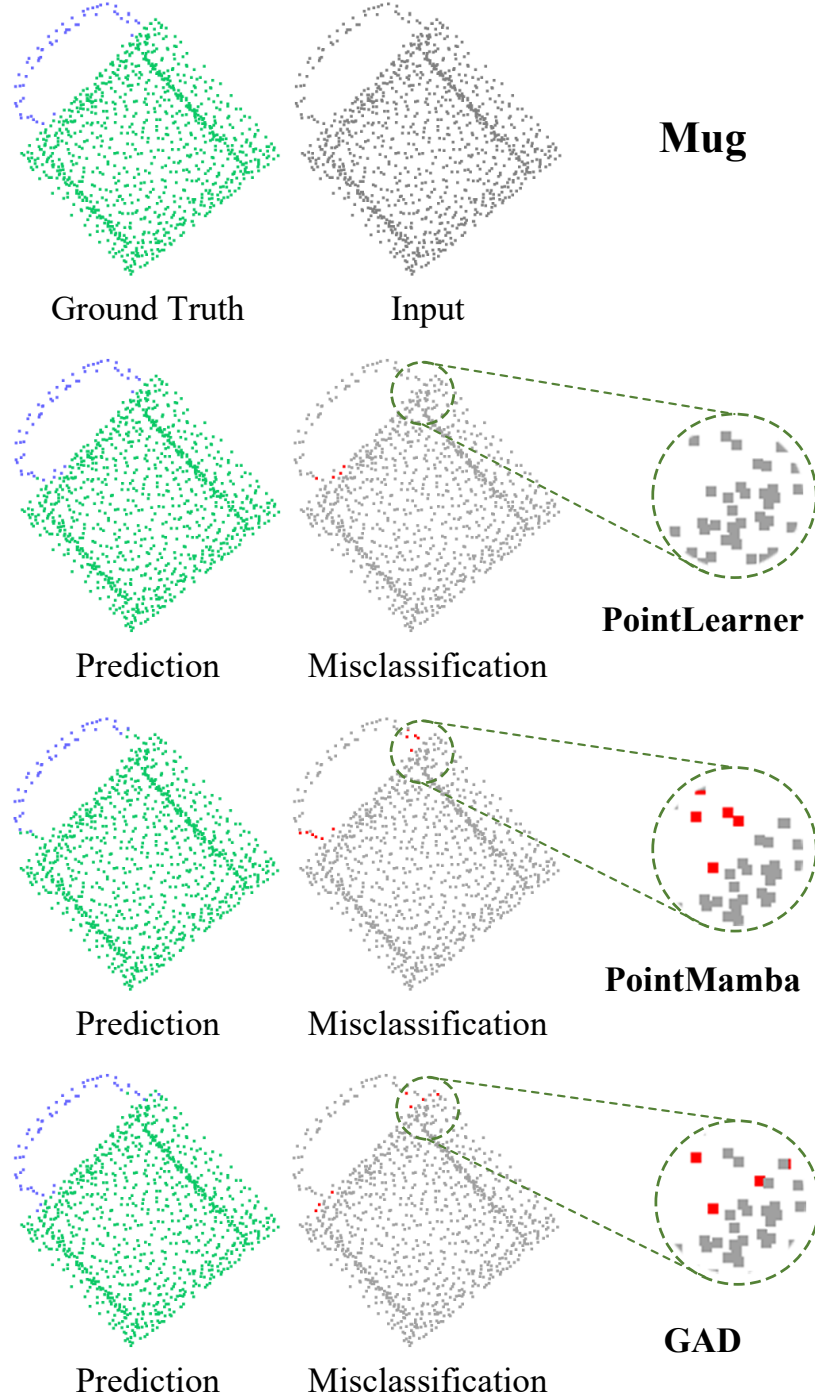 Mug
Ground Truth
Input
PointLearner
Prediction
Misclassification
PointMamba
Prediction
Misclassification
GAD
Prediction
Misclassification